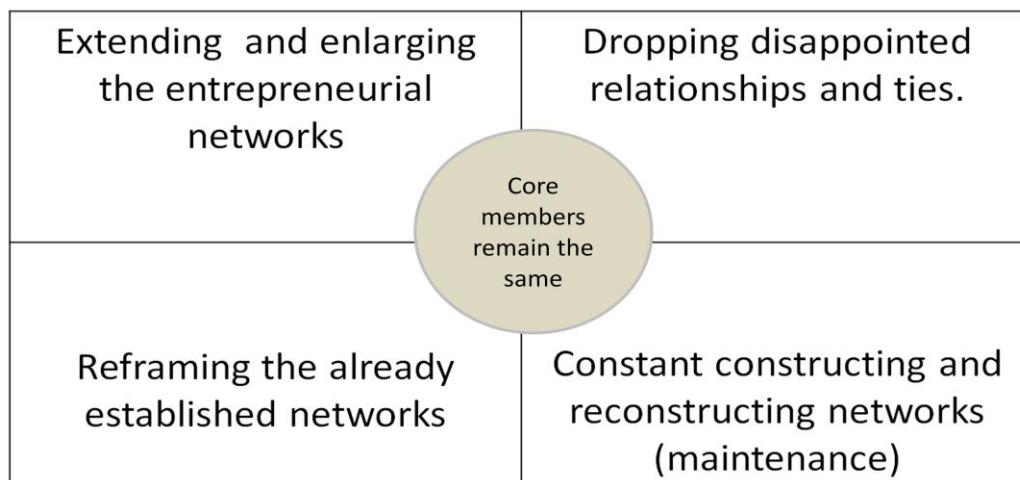 Extending and enlarging
the entrepreneurial
networks
Dropping disappointed
relationships and ties.
Core
members
remain the
same
Reframing the already
established networks
Constant constructing and
reconstructing networks
(maintenance)